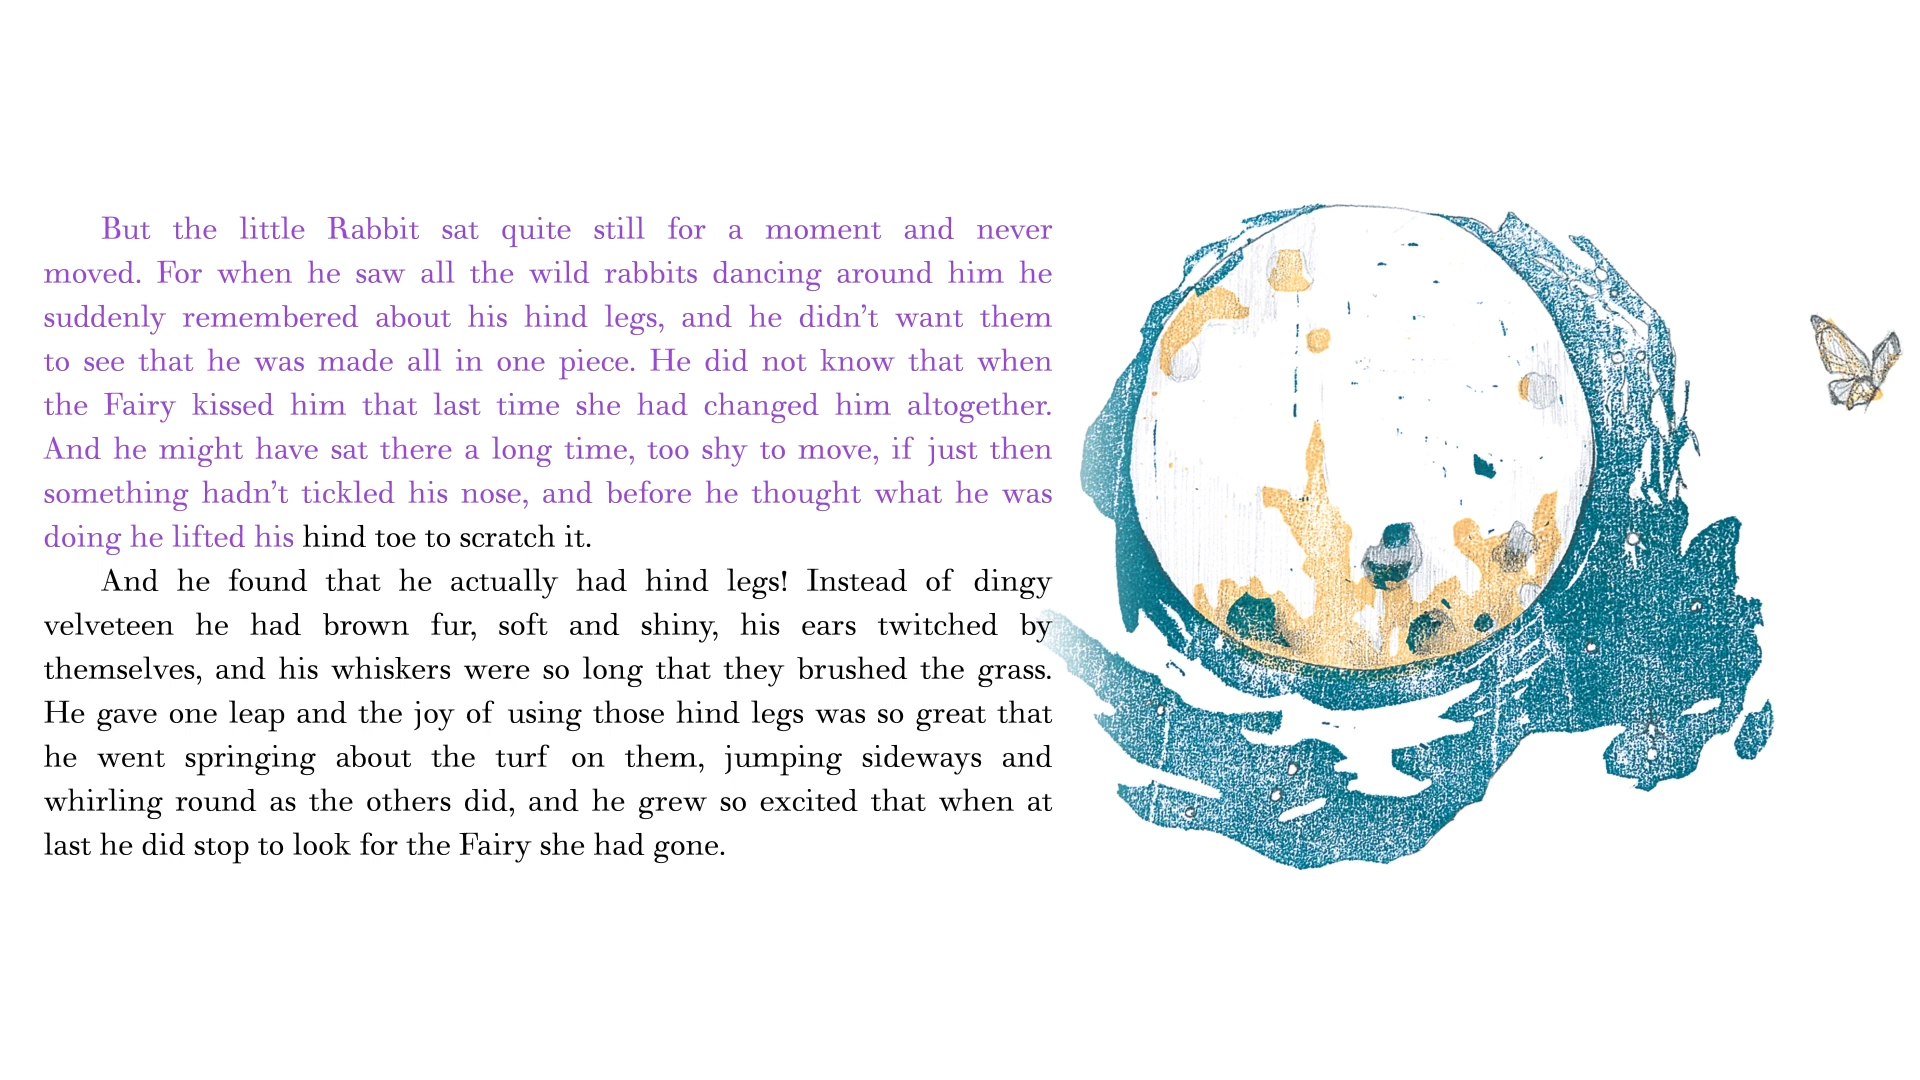 But the little Rabbit sat quite still for a moment and never
moved. For when he saw all the wild rabbits dancing around him he
suddenly remembered about his hind legs, and he didn’t want them
to see that he was made all in one piece. He did not know that when
the Fairy kissed him that last time she had changed him altogether.
And he might have sat there a long time, too shy to move, if just then
something hadn’t tickled his nose, and before he thought what he was
doing he lifted his hind toe to scratch it.
And he found that he actually had hind legs! Instead of dingy
velveteen he had brown fur, soft and shiny, his ears twitched by
themselves, and his whiskers were so long that they brushed the grass.
He gave one leap and the joy of using those hind legs was so great that
he went springing about the turf on them, jumping sideways and
whirling round as the others did, and he grew so excited that when at
last he did stop to look for the Fairy she had gone.